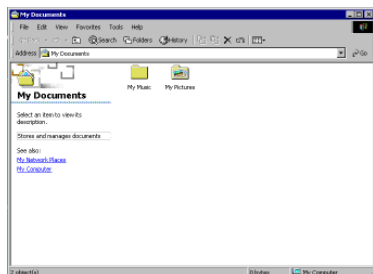 My Documents
File Edit View Favorites Tools Help
Search Folders History
Address My Documents Go
My Documents
My Music My Pictures
Select an item to view its
description.
Stores and manages documents
See also:
My Network Places
My Computer
2 object(s) 0 bytes My Computer